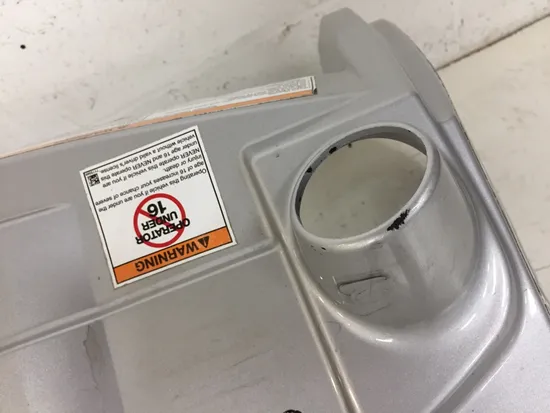 WARNING
OPERATOR
UNDER
16
Operating this vehicle if you are under the
age of 16 increases your chance of severe
injury or death.
NEVER operate this vehicle if you are
under age 16 and NEVER operate this
vehicle without a valid driver's license.